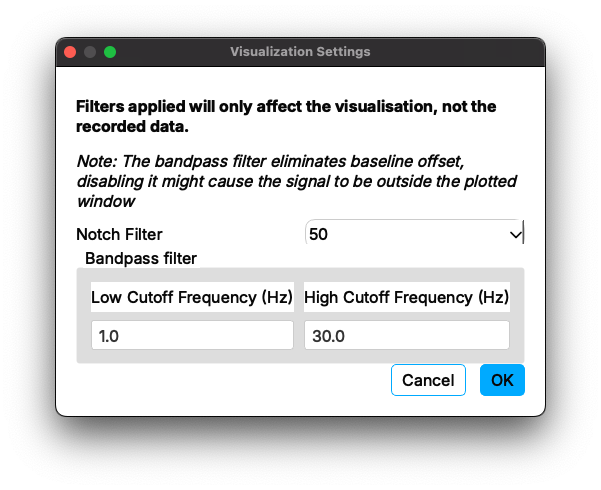 Visualization Settings
Filters applied will only affect the visualisation, not the
recorded data.
Note: The bandpass filter eliminates baseline offset,
disabling it might cause the signal to be outside the plotted
window
Notch Filter
50
Bandpass filter
Low Cutoff Frequency (Hz)
High Cutoff Frequency (Hz)
1.0
30.0
Cancel
OK